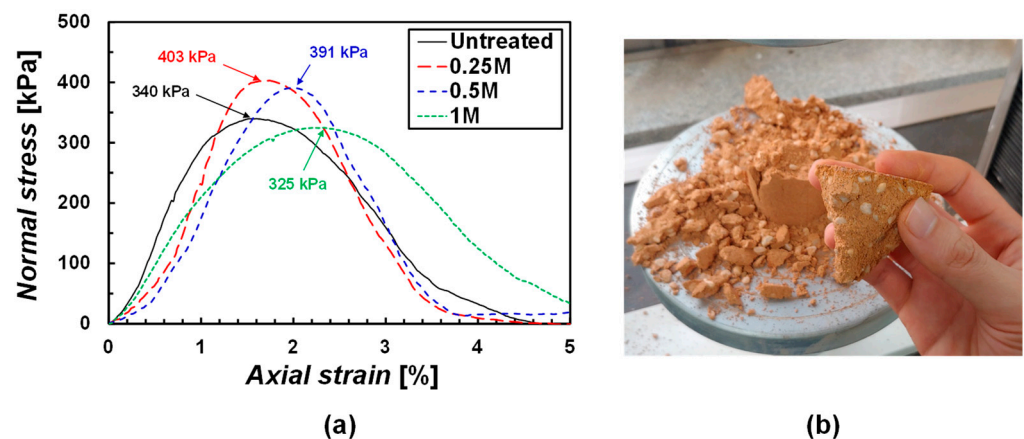 500
400
300
200
100
0
Normal stress [kPa]
403 kPa
391 kPa
340 kPa
325 kPa
Untreated
0.25M
0.5M
1M
0 1 2 3 4 5
Axial strain [%]
(a)
(b)